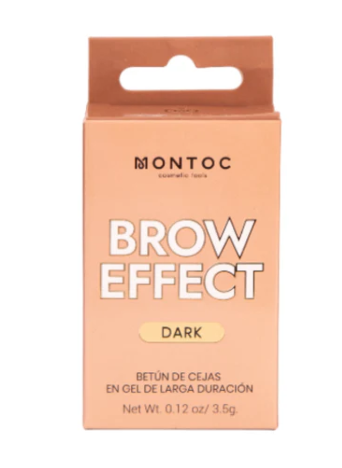 MONTOC
cosmetic tools
BROW
EFFECT
DARK
BETÚN DE CEJAS
EN GEL DE LARGA DURACIÓN
Net Wt. 0.12 oz/ 3.5g.